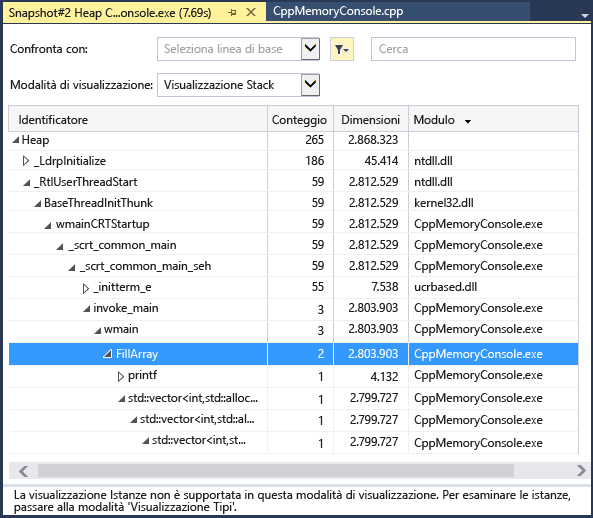 Snapshot#2 Heap C...onsole.exe (7.69s) CppMemoryConsole.cpp
Confronta con: Seleziona linea di base Cerca
Modalità di visualizzazione: Visualizzazione Stack
Identificatore Conteggio Dimensioni Modulo
Heap 265 2.868.323
_LdrpInitialize 186 45.414 ntdll.dll
_RtlUserThreadStart 59 2.812.529 ntdll.dll
BaseThreadInitThunk 59 2.812.529 kernel32.dll
wmainCRTStartup 59 2.812.529 CppMemoryConsole.exe
_scrt_common_main 59 2.812.529 CppMemoryConsole.exe
_scrt_common_main_seh 59 2.812.529 CppMemoryConsole.exe
_initterm_e 55 7.538 ucrbased.dll
invoke_main 3 2.803.903 CppMemoryConsole.exe
wmain 3 2.803.903 CppMemoryConsole.exe
FillArray 2 2.803.903 CppMemoryConsole.exe
printf 1 4.132 CppMemoryConsole.exe
std::vector<int,std::alloc... 1 2.799.727 CppMemoryConsole.exe
std::vector<int,std::al... 1 2.799.727 CppMemoryConsole.exe
std::vector<int,st... 1 2.799.727 CppMemoryConsole.exe
La visualizzazione Istanze non è supportata in questa modalità di visualizzazione. Per esaminare le istanze,
passare alla modalità 'Visualizzazione Tipi'.